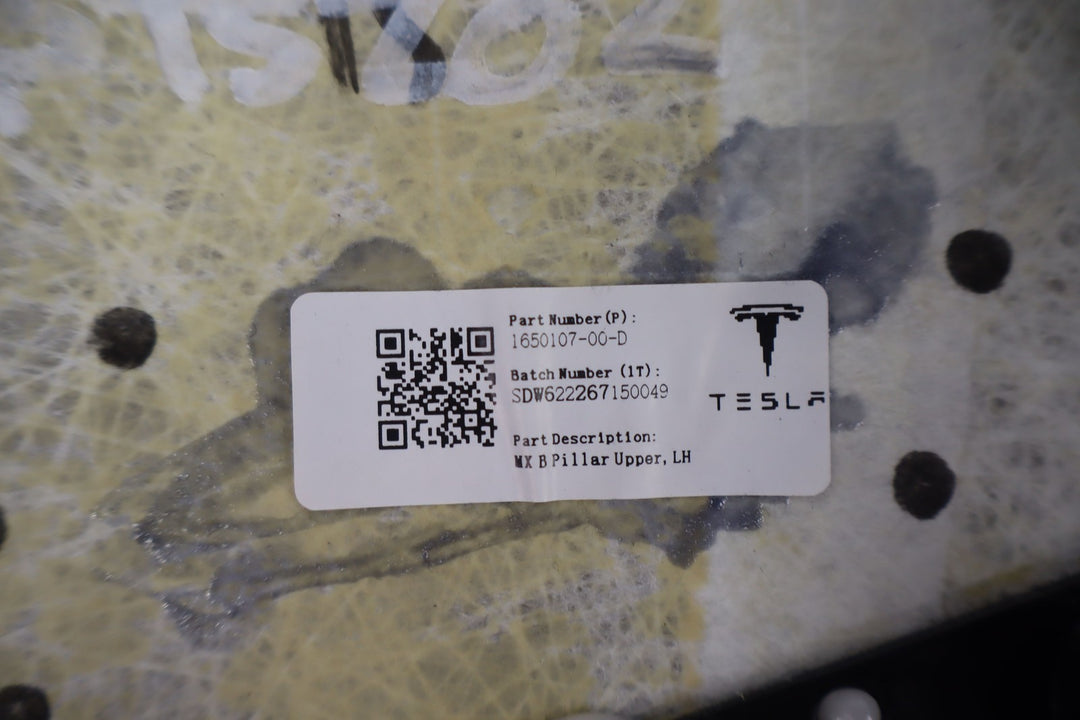 Part Number(P):
1650107-00-D
Batch Number (1T):
SDW622267150049
Part Description:
MX B Pillar Upper, LH
TESLA